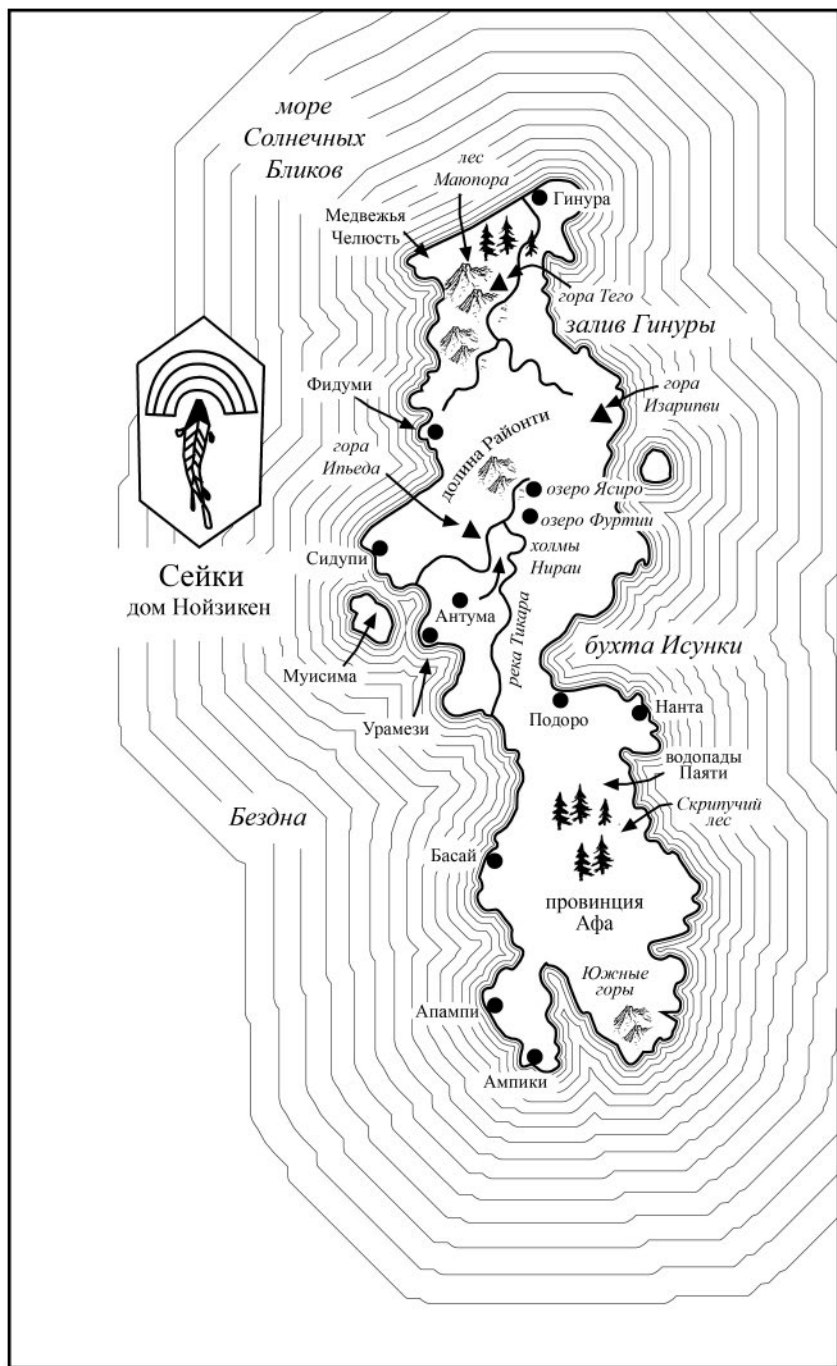 море
Солнечных
Бликов
лес
Маюпора
Гинура
Медвежья
Челюсть
гора Тего
залив Гинуры
Фидуми
гора
Изарипви
долина Районти
гора
Ипьеда
озеро Ясиро
озеро Фуртии
холмы
Нираи
Сидупи
Сейки
дом Нойзикен
Антума
река Тикара
бухта Исунки
Муисима
Урамези
Подоро
Нанта
водопады
Паяти
Скрипучий
лес
Бездна
Басай
провинция
Афа
Южные
горы
Апампи
Ампики